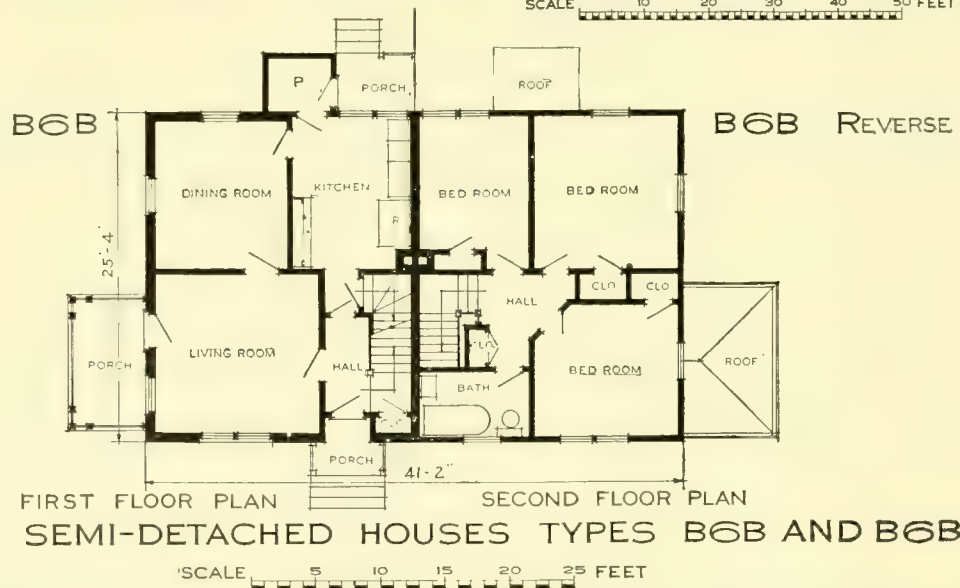 SCALE 10 20 30 40 50 FEET
ROOF
P
PORCH
B6B
B6B REVERSE
DINING ROOM
KITCHEN
BED ROOM
BED ROOM
R
25'-4"
HALL
CLO
CLO
PORCH
LIVING ROOM
HALL
CLO
BATH
BED ROOM
ROOF
PORCH
41-2"
FIRST FLOOR PLAN
SECOND FLOOR PLAN
SEMI-DETACHED HOUSES TYPES B6B AND B6B
SCALE 5 10 15 20 25 FEET